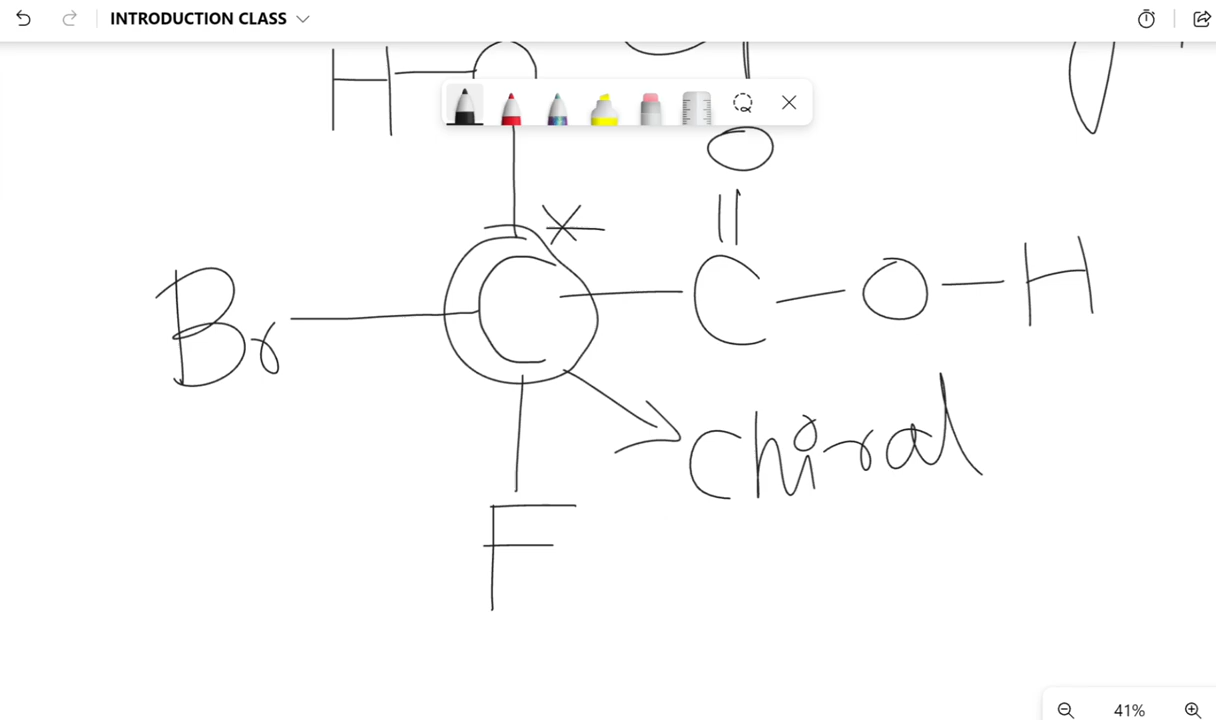 INTRODUCTION CLASS
H
O
*
Br C C O H
Chiral
F
41%